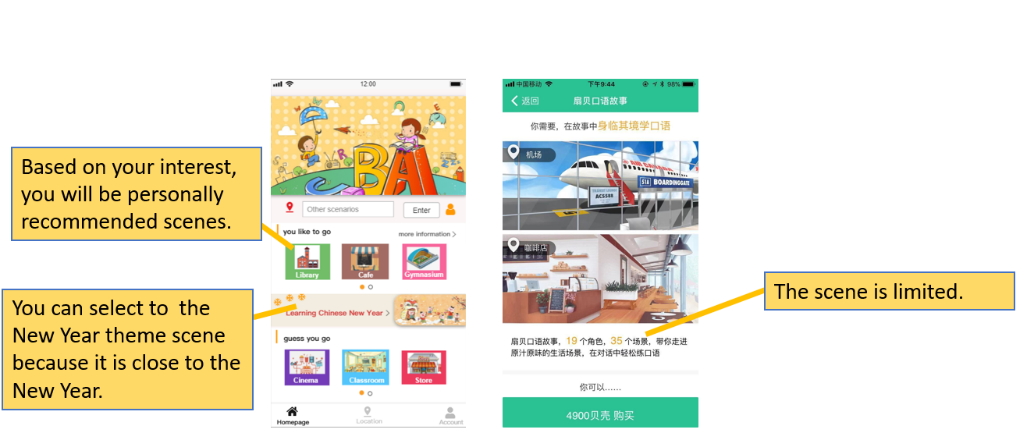 Based on your interest,
you will be personally
recommended scenes.
You can select to the
New Year theme scene
because it is close to the
New Year.
12:00
Other scenarios
Enter
you like to go
more information >
Library
Cafe
Gymnasium
Learning Chinese New Year >
guess you go
Cinema
Classroom
Store
Homepage
Location
Account
中国移动
下午9:44
98%
返回
扇贝口语故事
你需要，在故事中身临其境学口语
机场
BOARDINGGATE
咖啡店
扇贝口语故事，19 个角色，35 个场景，带你走进
原汁原味的生活场景，在对话中轻松练口语
你可以……
4900贝壳 购买
The scene is limited.